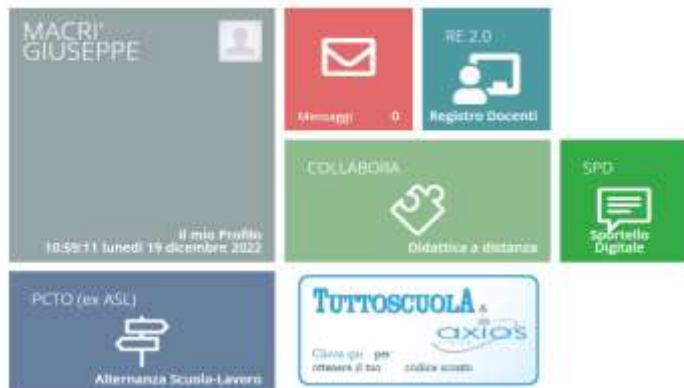 MACRI'
GIUSEPPE
Il mio Profilo
10:59:11 lunedì 19 dicembre 2022
Messaggi 0
RE 2.0
Registro Docenti
COLLABORA
Didattica a distanza
SPD
Sportello
Digitale
PCTO (ex ASL)
Alternanza Scuola-Lavoro
TUTTOSCUOLA &
axios
Clicca qui per
ottenere il tuo codice sconto